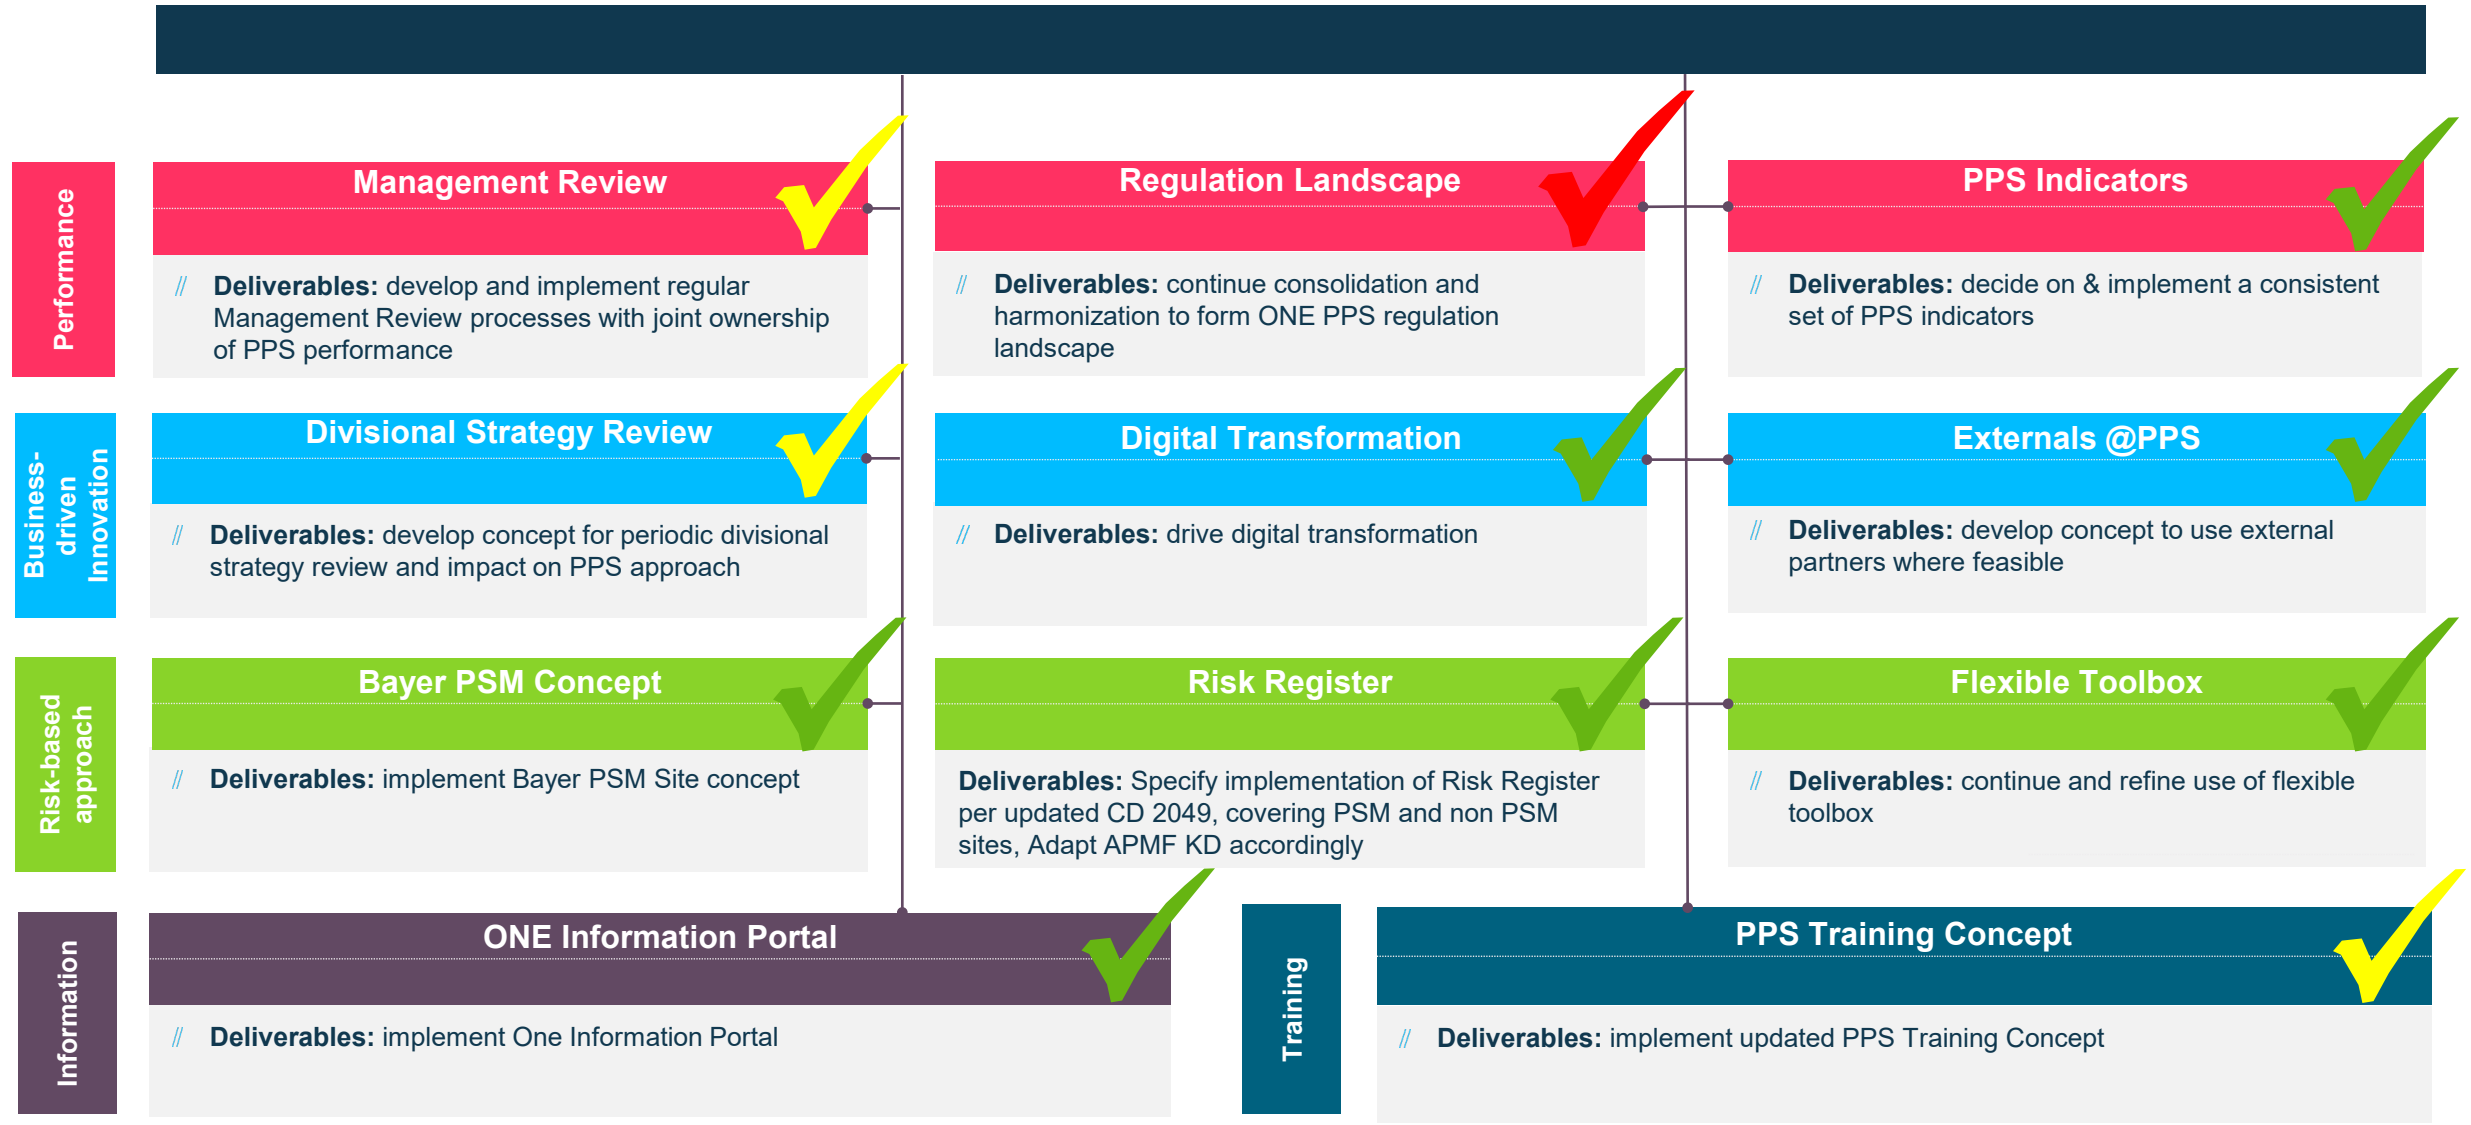 Performance
Management Review
// Deliverables: develop and implement regular
Management Review processes with joint ownership
of PPS performance
Regulation Landscape
// Deliverables: continue consolidation and
harmonization to form ONE PPS regulation
landscape
PPS Indicators
// Deliverables: decide on & implement a consistent
set of PPS indicators
Business-
driven
Innovation
Divisional Strategy Review
// Deliverables: develop concept for periodic divisional
strategy review and impact on PPS approach
Digital Transformation
// Deliverables: drive digital transformation
Externals @PPS
// Deliverables: develop concept to use external
partners where feasible
Risk-based
approach
Bayer PSM Concept
// Deliverables: implement Bayer PSM Site concept
Risk Register
Deliverables: Specify implementation of Risk Register
per updated CD 2049, covering PSM and non PSM
sites, Adapt APMF KD accordingly
Flexible Toolbox
// Deliverables: continue and refine use of flexible
toolbox
Information
ONE Information Portal
// Deliverables: implement One Information Portal
Training
PPS Training Concept
// Deliverables: implement updated PPS Training Concept